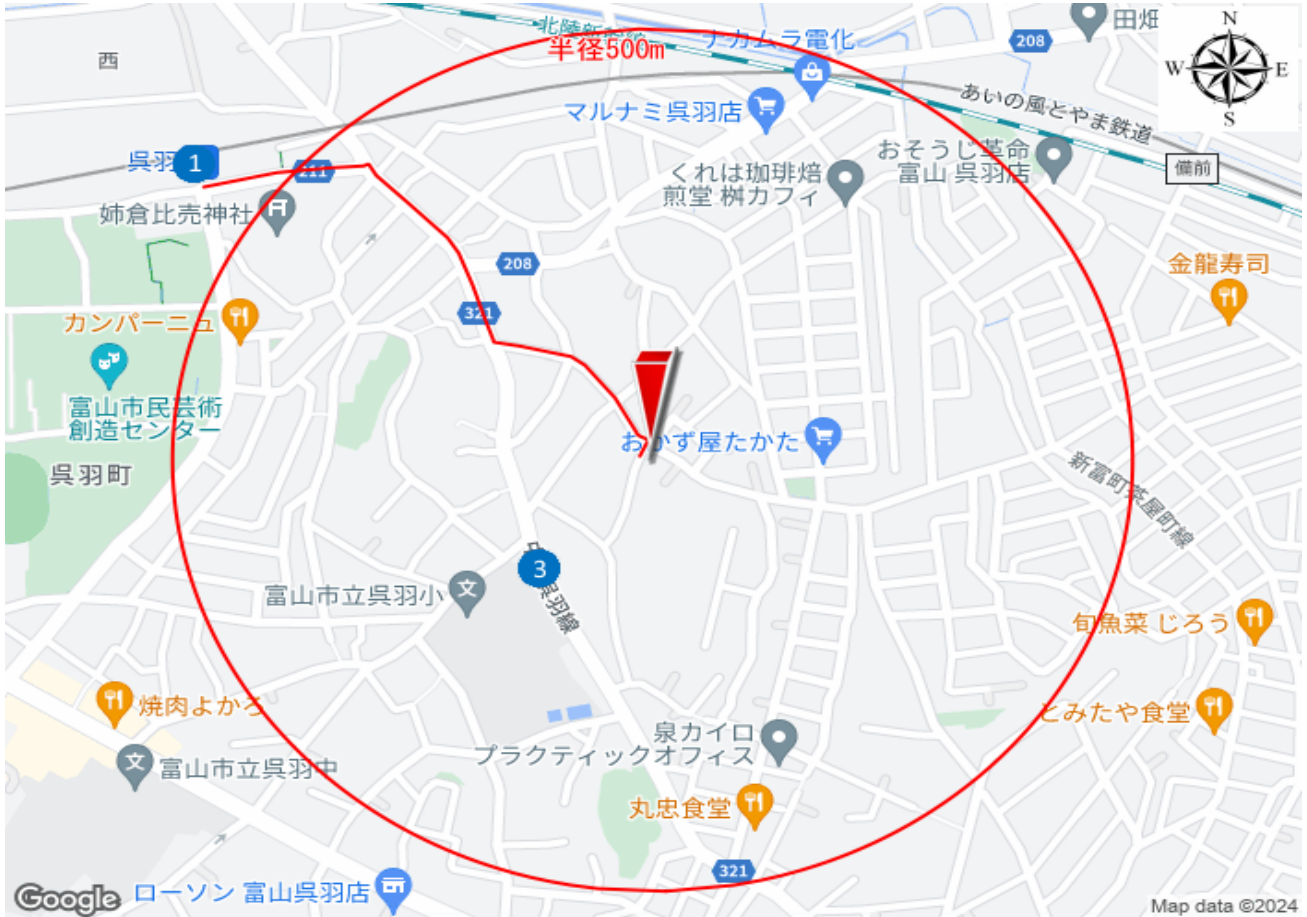 北陸新幹線
半径500m
ナカムラ電化
208
田畑
N
W
E
S
西
マルナミ呉羽店
あいの風とやま鉄道
備前
呉羽
1
211
くれは珈琲焙
煎堂 桝カフィ
おそうじ革命
富山 呉羽店
姉倉比売神社
208
金龍寿司
カンパーニュ
321
富山市民芸術
創造センター
呉羽町
おかず屋たかた
新富町茶屋町線
3
呉羽線
富山市立呉羽小
文
旬魚菜 じろう
焼肉よかろ
とみたや食堂
泉カイロ
プラクティックオフィス
文
富山市立呉羽中
丸忠食堂
321
ローソン 富山呉羽店
Google
Map data ©2024